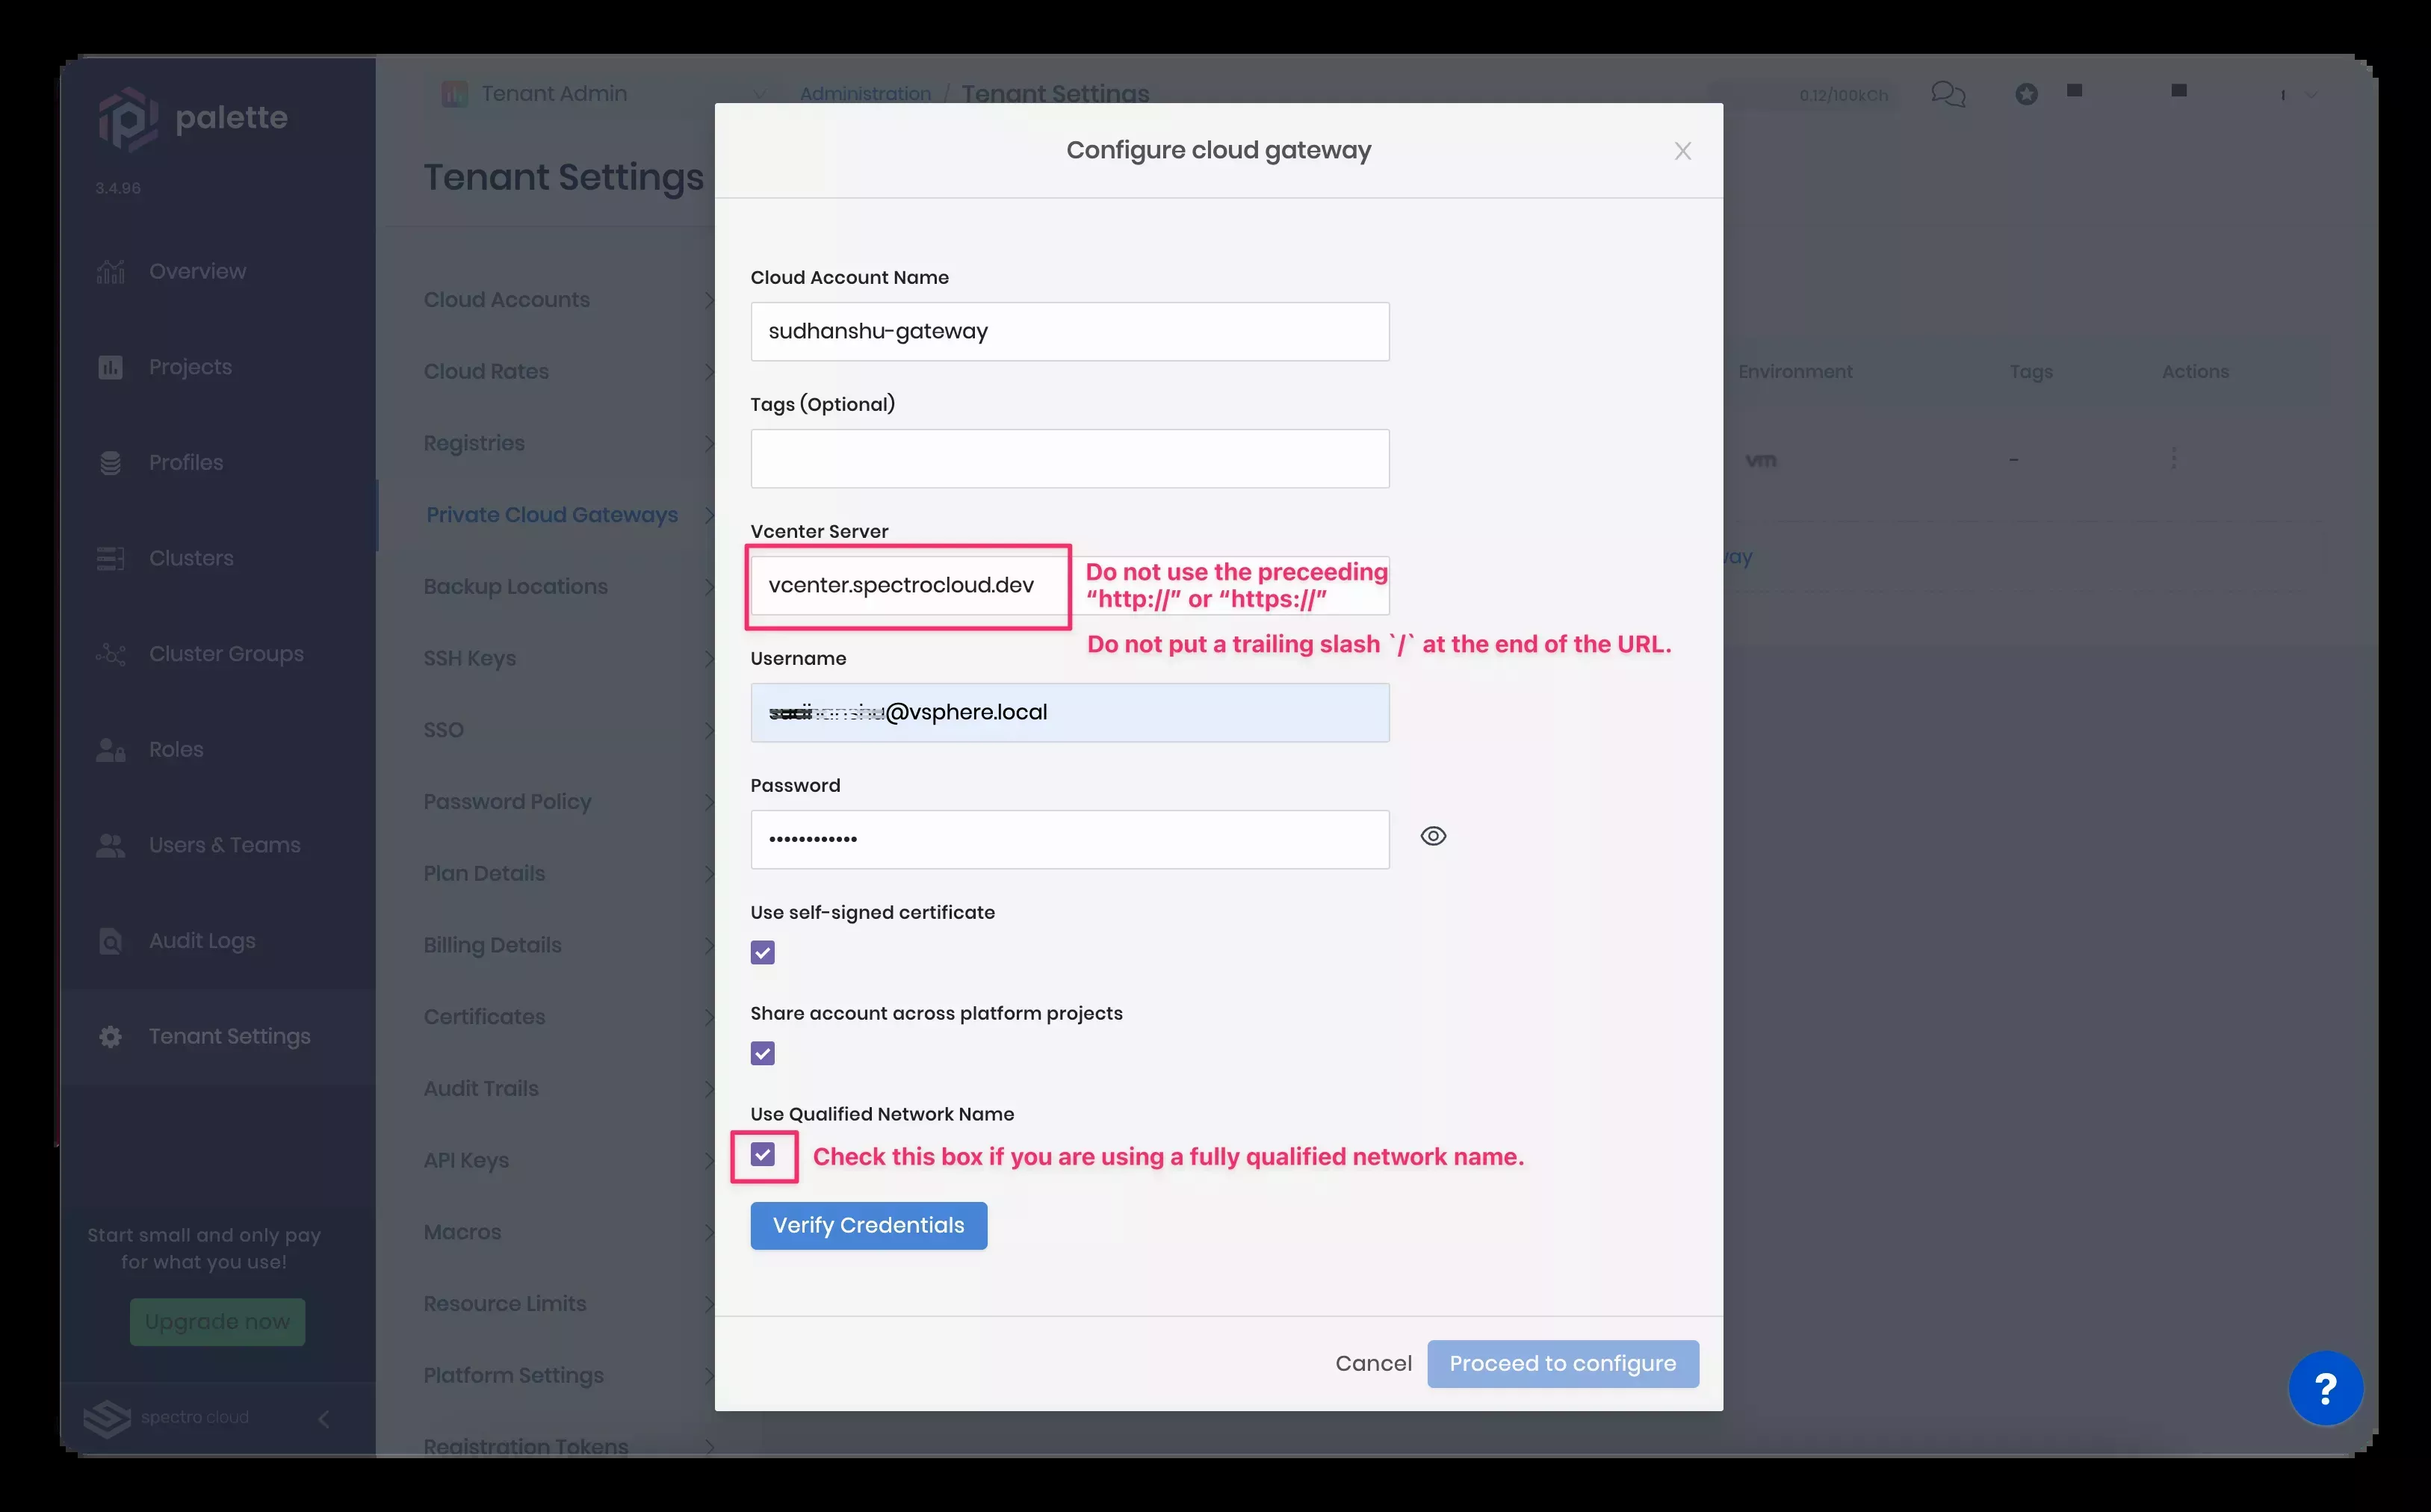 palette
3.4.96
Overview
Projects
Profiles
Clusters
Cluster Groups
Roles
Users & Teams
Audit Logs
Tenant Settings
Start small and only pay
for what you use!
Upgrade now
spectro cloud
Tenant Admin
Administration / Tenant Settings
0.12/100kCh
Tenant Settings
Cloud Accounts
Cloud Rates
Registries
Private Cloud Gateways
Backup Locations
SSH Keys
SSO
Password Policy
Plan Details
Billing Details
Certificates
Audit Trails
API Keys
Macros
Resource Limits
Platform Settings
Registration Tokens
Configure cloud gateway
Cloud Account Name
sudhanshu-gateway
Tags (Optional)
Vcenter Server
vcenter.spectrocloud.dev
Do not use the preceeding
“http://” or “https://”
Do not put a trailing slash `/` at the end of the URL.
Username
@vsphere.local
Password
••••••••••••
Use self-signed certificate
Share account across platform projects
Use Qualified Network Name
Check this box if you are using a fully qualified network name.
Verify Credentials
Cancel
Proceed to configure
Environment
Tags
Actions
vm
-
way
?